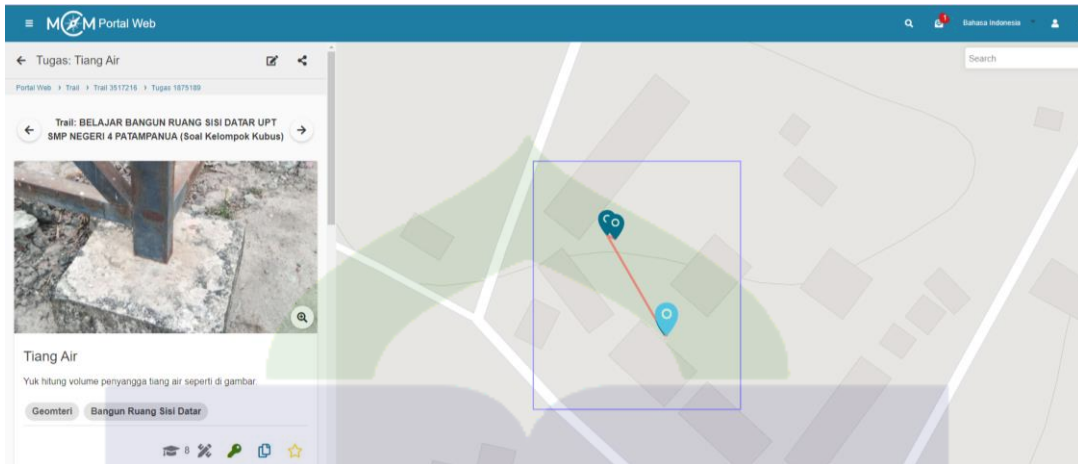 MCM Portal Web
1
Bahasa Indonesia
Tugas: Tiang Air
Search
Portal Web > Trail > Trail 3517216 > Tugas 1875189
Trail: BELAJAR BANGUN RUANG SISI DATAR UPT
SMP NEGERI 4 PATAMPANUA (Soal Kelompok Kubus)
Tiang Air
Yuk hitung volume penyangga tiang air seperti di gambar.
Geomteri Bangun Ruang Sisi Datar
8